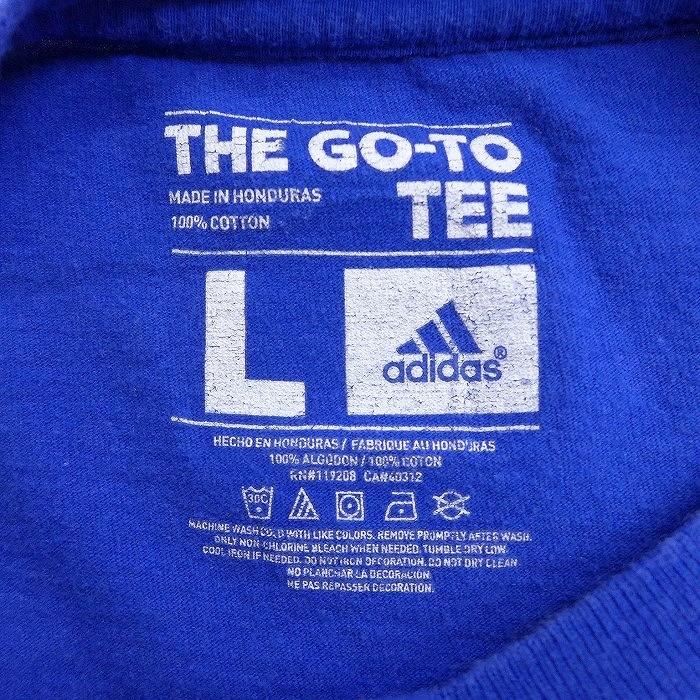 THE GO-TO
TEE
MADE IN HONDURAS
100% COTTON
L
adidas®
HECHO EN HONDURAS / FABRIQUE AU HONDURAS
100% ALGODON / 100% COTON
RN#119208 CA#40312
30C
MACHINE WASH COLD WITH LIKE COLORS. REMOVE PROMPTLY AFTER WASH.
ONLY NON-CHLORINE BLEACH WHEN NEEDED. TUMBLE DRY LOW.
COOL IRON IF NEEDED. DO NOT IRON DECORATION. DO NOT DRY CLEAN
NO PLANCHAR LA DECORACION
NE PAS REPASSER DECORATION.